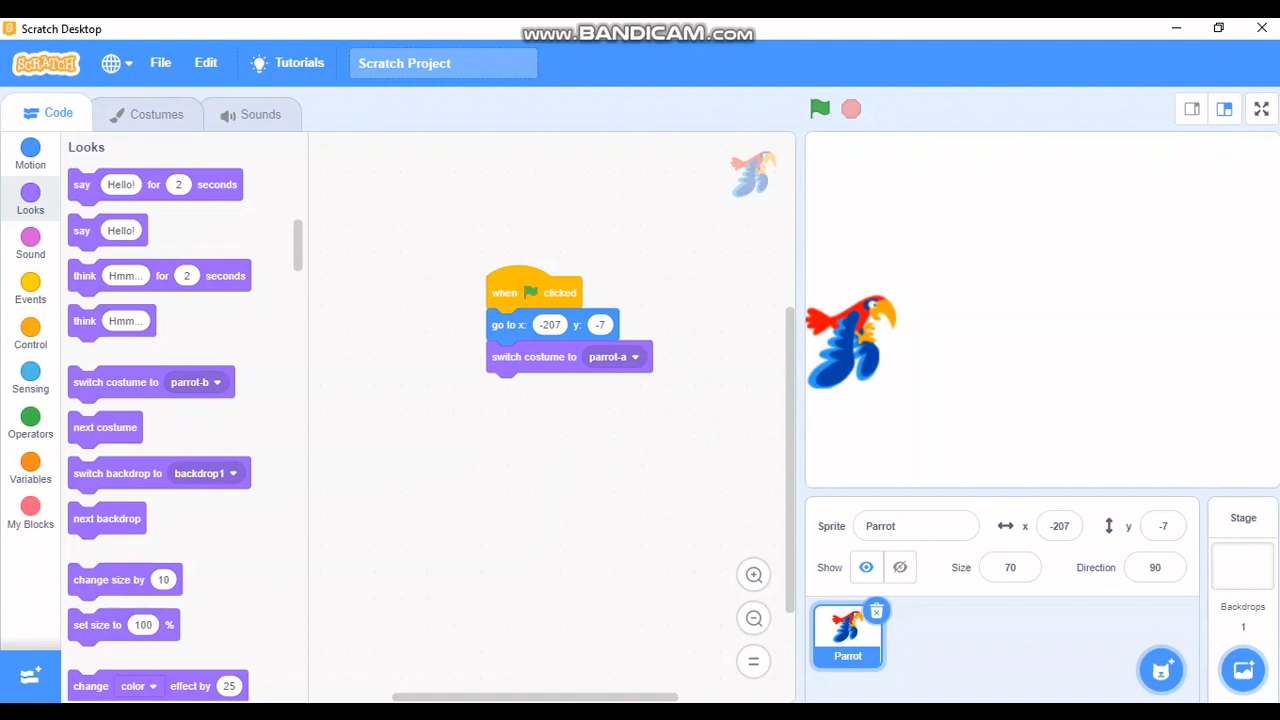 Scratch Desktop
www.BANDICAM.com
SCRATCH File Edit Tutorials Scratch Project
Code Costumes Sounds
Motion
Looks
Sound
Events
Control
Sensing
Operators
Variables
My Blocks
Looks
say Hello! for 2 seconds
say Hello!
think Hmm... for 2 seconds
think Hmm...
switch costume to parrot-b
next costume
switch backdrop to backdrop1
next backdrop
change size by 10
set size to 100 %
change color effect by 25
when clicked
go to x: -207 y: -7
switch costume to parrot-a
Sprite Parrot x -207 y -7
Show Size 70 Direction 90
Parrot
Stage
Backdrops
1